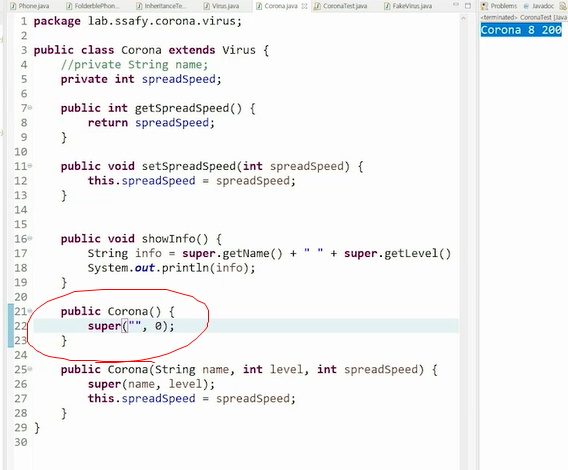 Phone.java FolderblePhon... InheritanceTe... Virus.java Corona.java CoronaTest.java FakeVirus.java
Problems Javadoc
<terminated> CoronaTest [Java
Corona 8 200
1 package lab.ssafy.corona.virus;
2
3 public class Corona extends Virus {
4 //private String name;
5 private int spreadSpeed;
6
7 public int getSpreadSpeed() {
8 return spreadSpeed;
9 }
10
11 public void setSpreadSpeed(int spreadSpeed) {
12 this.spreadSpeed = spreadSpeed;
13 }
14
15
16 public void showInfo() {
17 String info = super.getName() + " " + super.getLevel()
18 System.out.println(info);
19 }
20
21 public Corona() {
22 super("", 0);
23 }
24
25 public Corona(String name, int level, int spreadSpeed) {
26 super(name, level);
27 this.spreadSpeed = spreadSpeed;
28 }
29 }
30